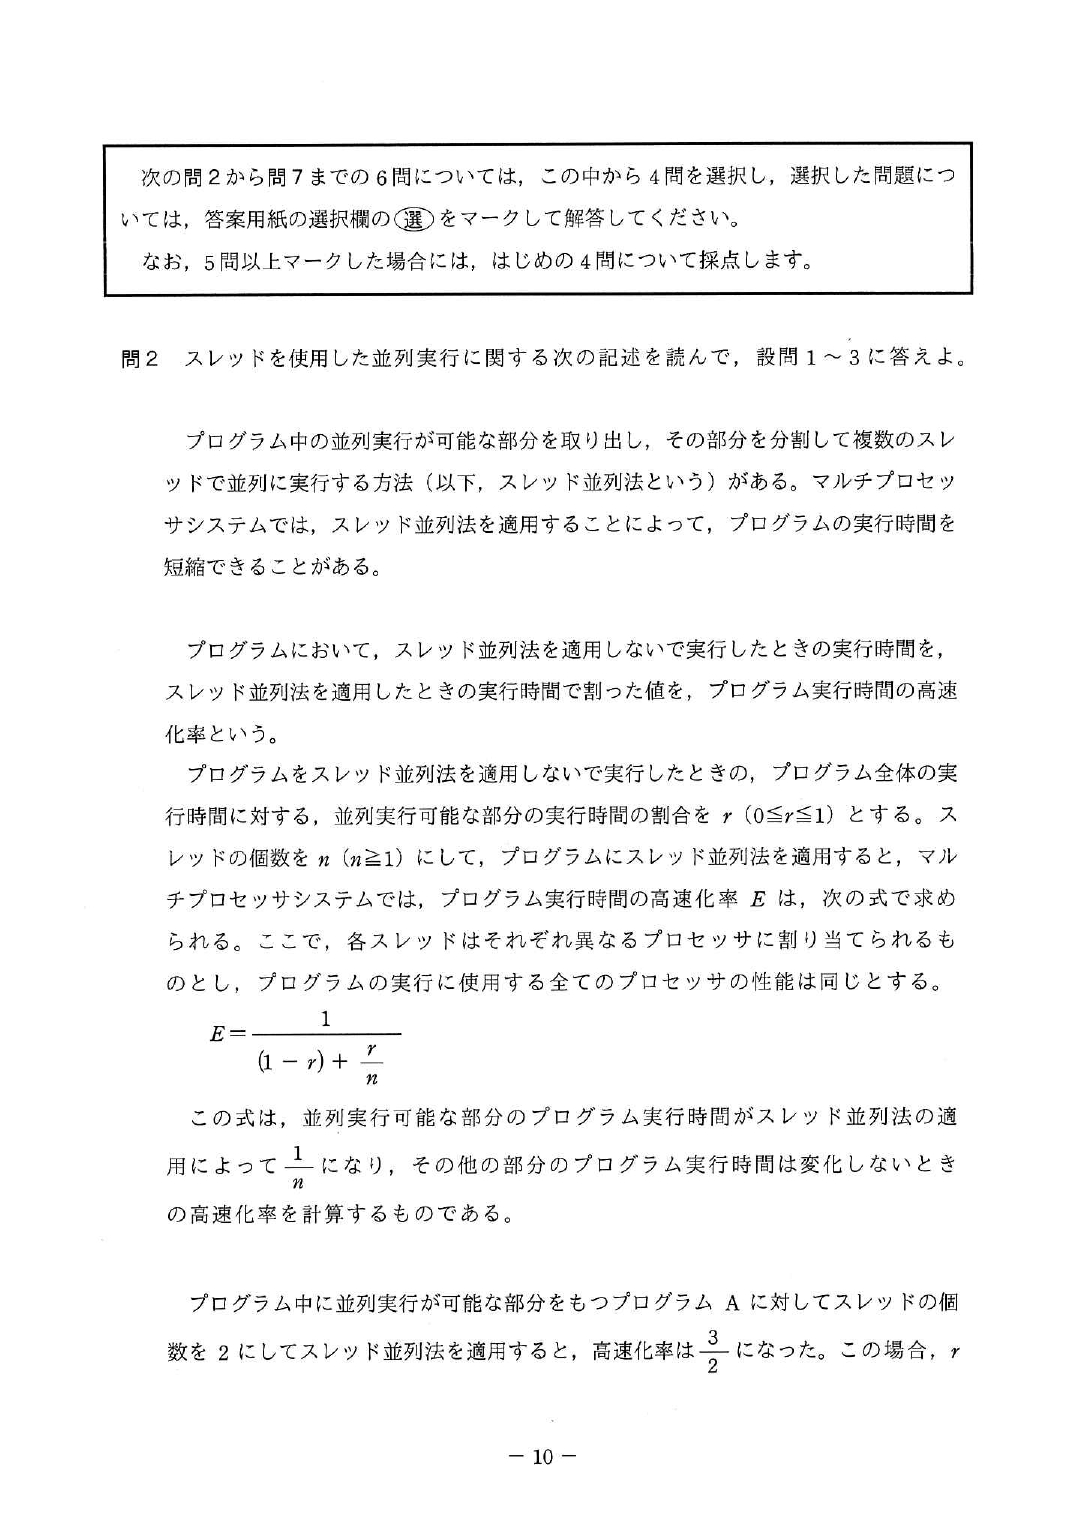 次の問2から問7までの6問については，この中から4問を選択し，選択した問題につ
いては，答案用紙の選択欄の㊟をマークして解答してください。
なお，5問以上マークした場合には，はじめの4問について採点します。
問2 スレッドを使用した並列実行に関する次の記述を読んで，設問1～3に答えよ。
プログラム中の並列実行が可能な部分を取り出し，その部分を分割して複数のスレ
ッドで並列に実行する方法（以下，スレッド並列法という）がある。マルチプロセッ
サシステムでは，スレッド並列法を適用することによって，プログラムの実行時間を
短縮できることがある。
プログラムにおいて，スレッド並列法を適用しないで実行したときの実行時間を，
スレッド並列法を適用したときの実行時間で割った値を，プログラム実行時間の高速
化率という。
プログラムをスレッド並列法を適用しないで実行したときの，プログラム全体の実
行時間に対する，並列実行可能な部分の実行時間の割合を r（0≦r≦1）とする。ス
レッドの個数を n（n≧1）にして，プログラムにスレッド並列法を適用すると，マル
チプロセッサシステムでは，プログラム実行時間の高速化率 E は，次の式で求め
られる。ここで，各スレッドはそれぞれ異なるプロセッサに割り当てられるも
のとし，プログラムの実行に使用する全てのプロセッサの性能は同じとする。
E = 1 / ((1 − r) + r/n)
この式は，並列実行可能な部分のプログラム実行時間がスレッド並列法の適
用によって 1/n になり，その他の部分のプログラム実行時間は変化しないとき
の高速化率を計算するものである。
プログラム中に並列実行が可能な部分をもつプログラム A に対してスレッドの個
数を 2 にしてスレッド並列法を適用すると，高速化率は 3/2 になった。この場合，r
− 10 −